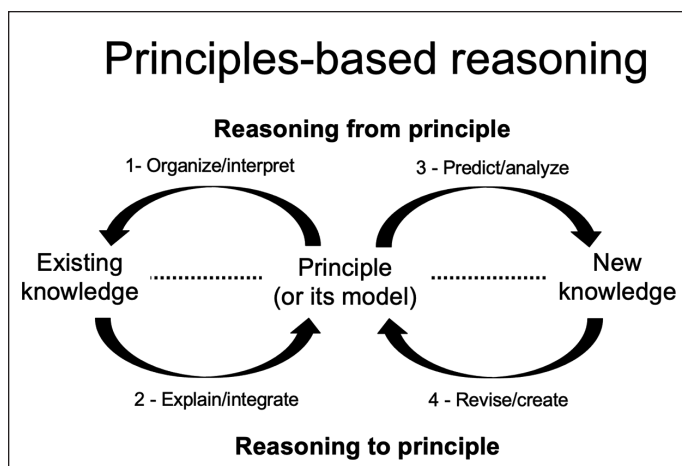 Principles-based reasoning
Reasoning from principle
1- Organize/interpret
3 - Predict/analyze
Existing
knowledge
Principle
(or its model)
New
knowledge
2 - Explain/integrate
4 - Revise/create
Reasoning to principle